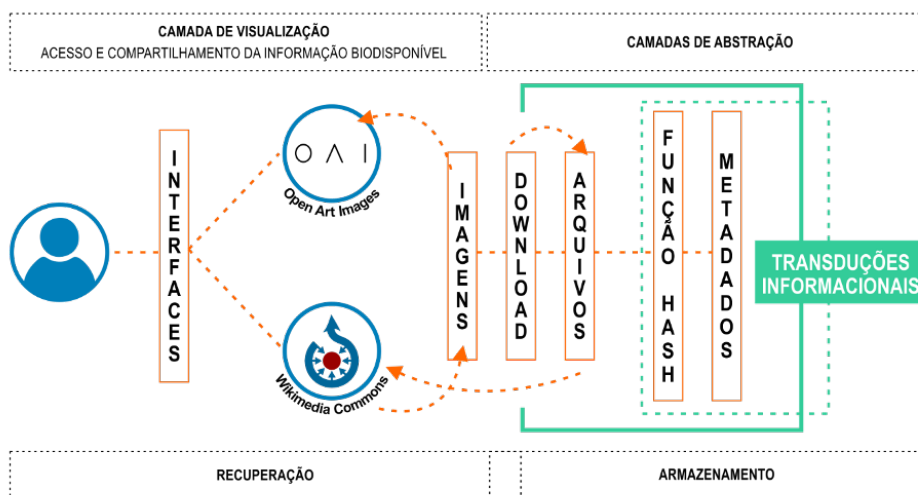 CAMADA DE VISUALIZAÇÃO
ACESSO E COMPARTILHAMENTO DA INFORMAÇÃO BIODISPONÍVEL
CAMADAS DE ABSTRAÇÃO
INTERFACES
O Λ I
Open Art Images
Wikimedia Commons
IMAGENS
DOWNLOAD
ARQUIVOS
FUNÇÃO HASH
METADADOS
TRANSDUÇÕES
INFORMACIONAIS
RECUPERAÇÃO
ARMAZENAMENTO